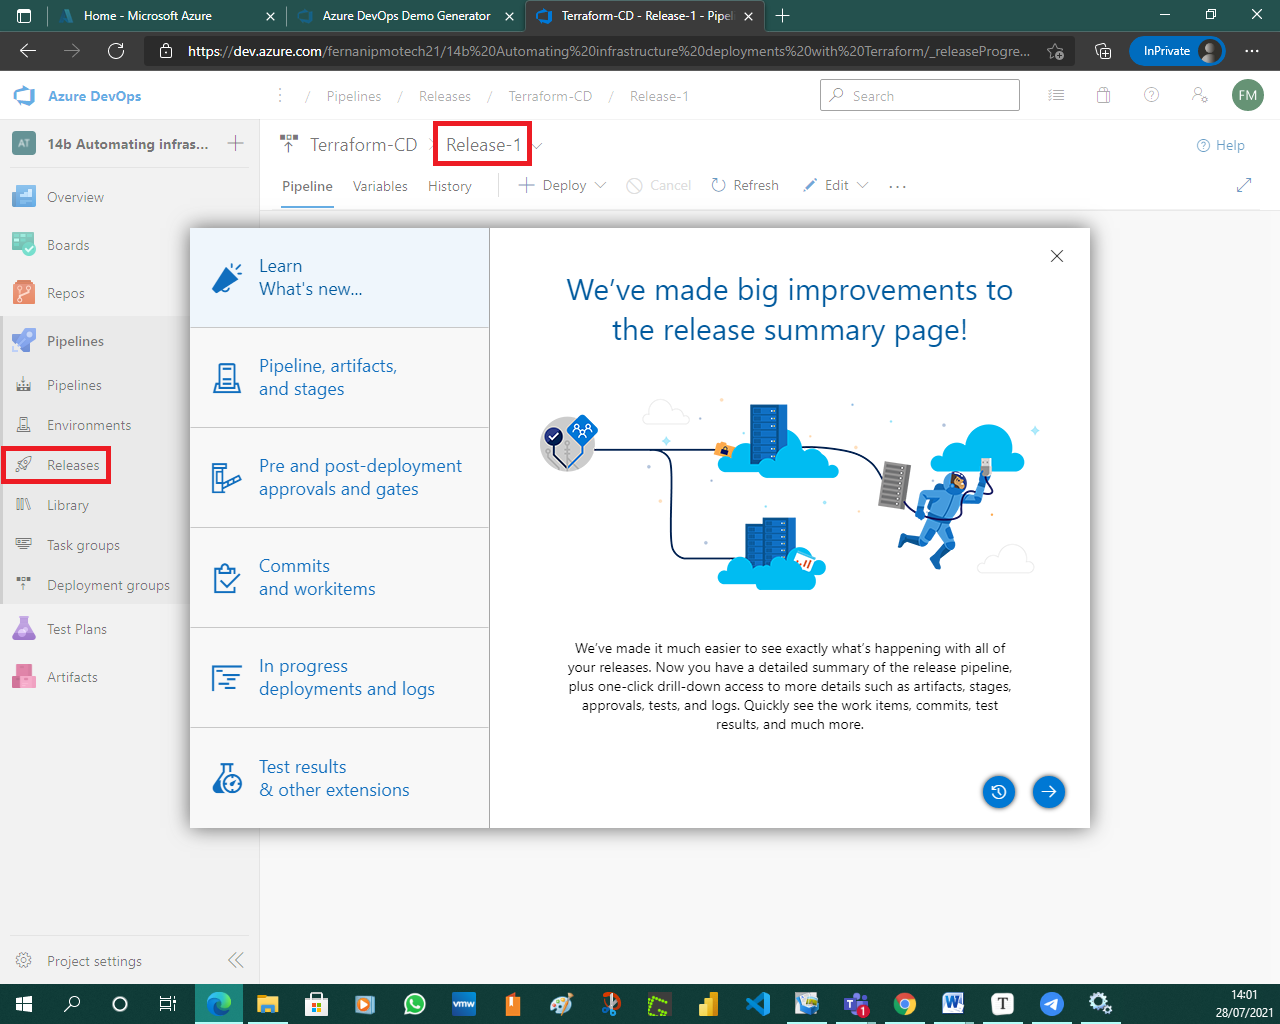 Home - Microsoft Azure
Azure DevOps Demo Generator
Terraform-CD - Release-1 - Pipel
https://dev.azure.com/fernanipmotech21/14b%20Automating%20infrastructure%20deployments%20with%20Terraform/_releaseProgre...
InPrivate
Azure DevOps
/ Pipelines / Releases / Terraform-CD / Release-1
Search
FM
AT
14b Automating infras...
Terraform-CD
Release-1
Help
Pipeline
Variables
History
Deploy
Cancel
Refresh
Edit
Overview
Boards
Repos
Pipelines
Pipelines
Environments
Releases
Library
Task groups
Deployment groups
Test Plans
Artifacts
Project settings
Learn
What's new...
Pipeline, artifacts,
and stages
Pre and post-deployment
approvals and gates
Commits
and workitems
In progress
deployments and logs
Test results
& other extensions
We've made big improvements to
the release summary page!
We've made it much easier to see exactly what's happening with all of
your releases. Now you have a detailed summary of the release pipeline,
plus one-click drill-down access to more details such as artifacts, stages,
approvals, tests, and logs. Quickly see the work items, commits, test
results, and much more.
vmw
W
T
1
14:01
28/07/2021